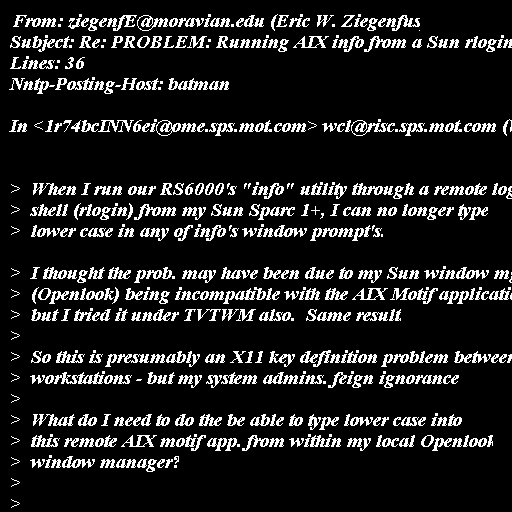 From: ziegenfE@moravian.edu (Eric W. Ziegenfus
Subject: Re: PROBLEM: Running AIX info from a Sun rlogin
Lines: 36
Nntp-Posting-Host: batman
In <1r74bcINN6ei@ome.sps.mot.com> wcl@risc.sps.mot.com (
> When I run our RS6000's "info" utility through a remote log
> shell (rlogin) from my Sun Sparc 1+, I can no longer type
> lower case in any of info's window prompt's.
> I thought the prob. may have been due to my Sun window mg
> (Openlook) being incompatible with the AIX Motif applicatio
> but I tried it under TVTWM also. Same result
>
> So this is presumably an X11 key definition problem between
> workstations - but my system admins. feign ignorance
>
> What do I need to do the be able to type lower case into
> this remote AIX motif app. from within my local Openlook
> window manager?
>
>